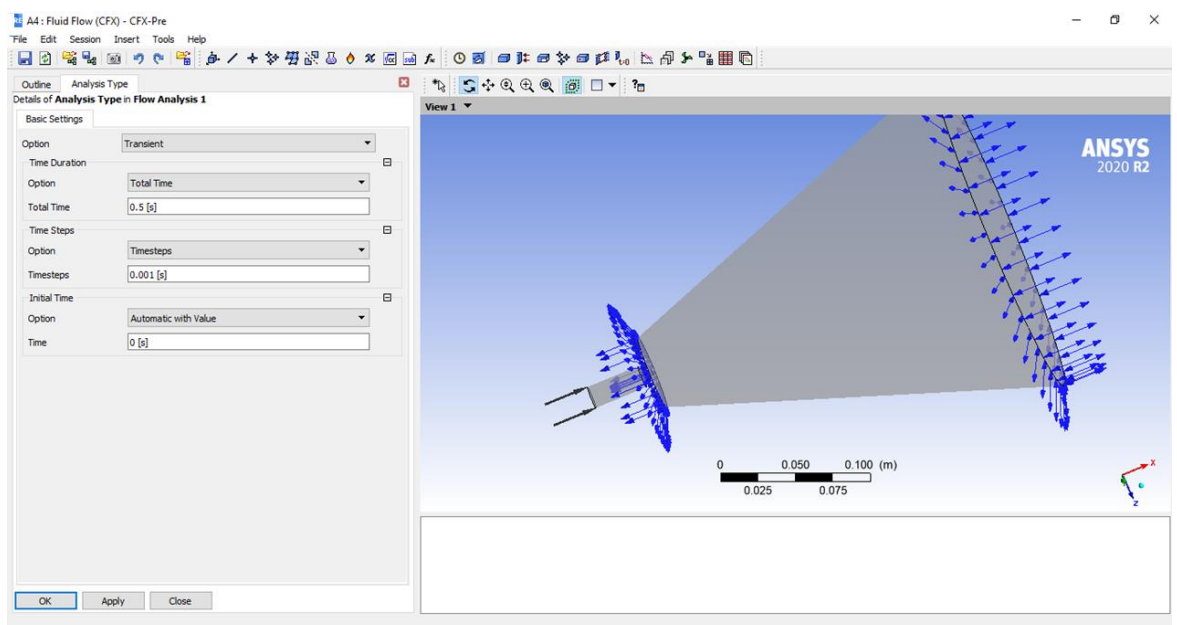 A4 : Fluid Flow (CFX) - CFX-Pre
File Edit Session Insert Tools Help
Outline Analysis Type
Details of Analysis Type in Flow Analysis 1
Basic Settings
Option Transient
Time Duration
Option Total Time
Total Time 0.5 [s]
Time Steps
Option Timesteps
Timesteps 0.001 [s]
Initial Time
Option Automatic with Value
Time 0 [s]
OK Apply Close
View 1
ANSYS
2020 R2
0 0.050 0.100 (m)
0.025 0.075
X
Z